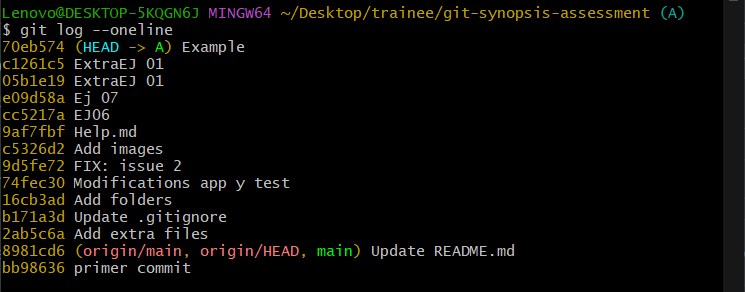 Lenovo@DESKTOP-5KQGN6J MINGW64 ~/Desktop/trainee/git-synopsis-assessment (A)
$ git log --oneline
70eb574 (HEAD -> A) Example
c1261c5 ExtraEJ 01
05b1e19 ExtraEJ 01
e09d58a Ej 07
cc5217a EJ06
9af7fbf Help.md
c5326d2 Add images
9d5fe72 FIX: issue 2
74fec30 Modifications app y test
16cb3ad Add folders
b171a3d Update .gitignore
2ab5c6a Add extra files
8981cd6 (origin/main, origin/HEAD, main) Update README.md
bb98636 primer commit